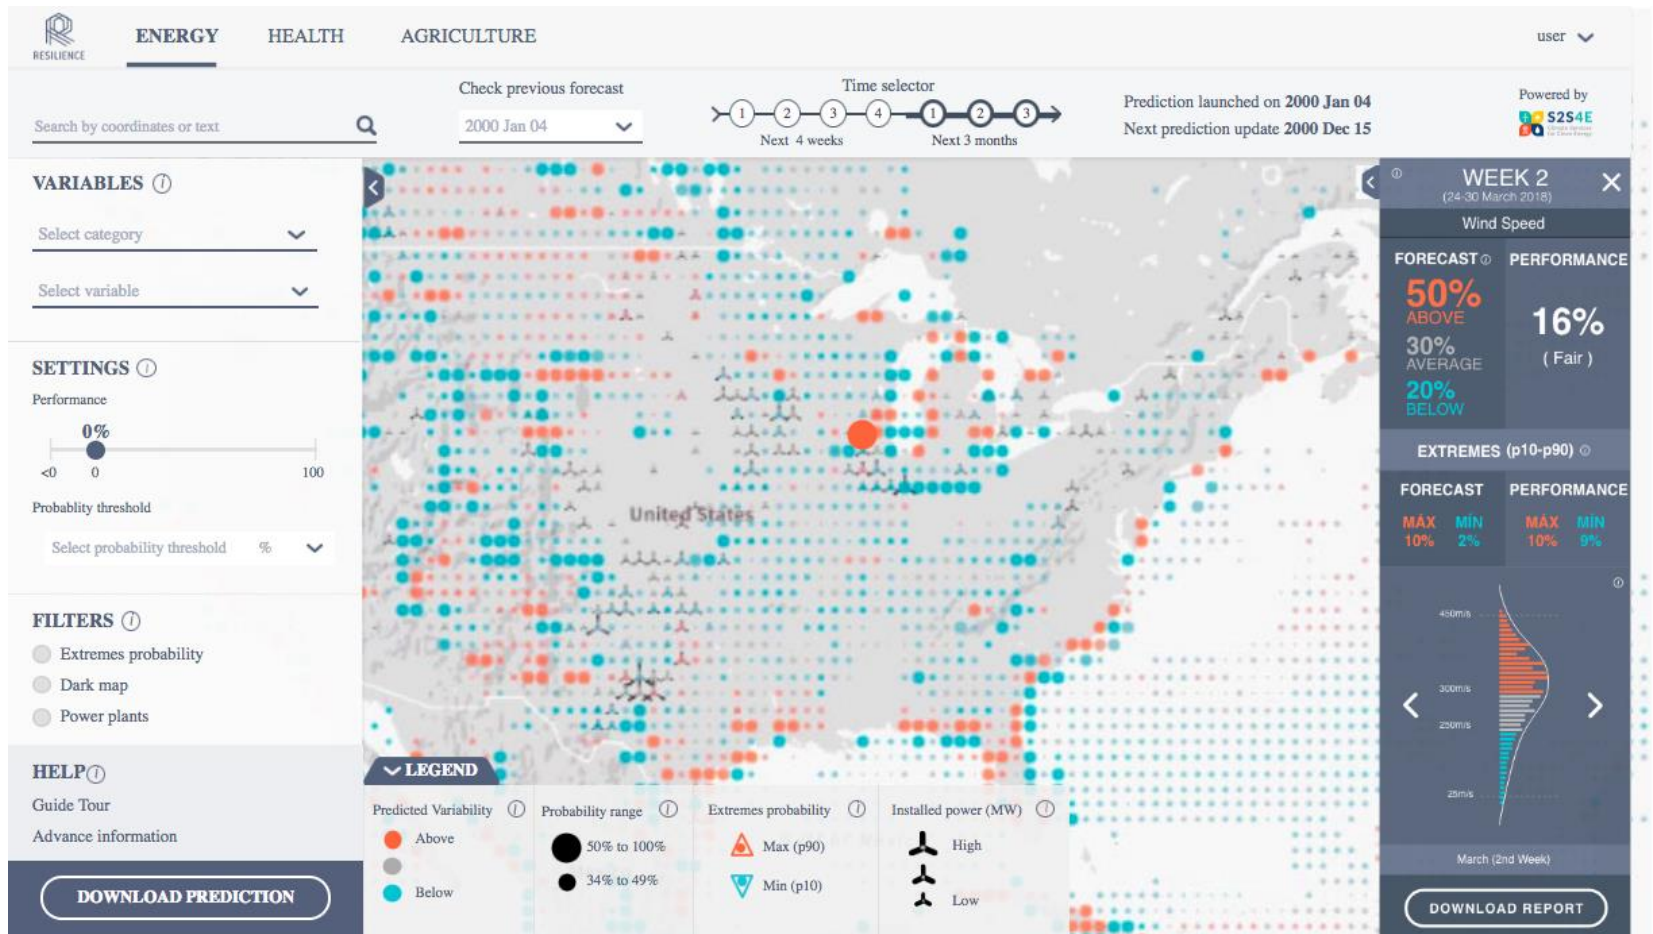 RESILIENCE
ENERGY
HEALTH
AGRICULTURE
user
Search by coordinates or text
Check previous forecast
2000 Jan 04
Time selector
1 2 3 4 1 2 3
Next 4 weeks
Next 3 months
Prediction launched on 2000 Jan 04
Next prediction update 2000 Dec 15
Powered by
S2S4E
VARIABLES
Select category
Select variable
SETTINGS
Performance
0%
<0 0 100
Probablity threshold
Select probability threshold %
FILTERS
Extremes probability
Dark map
Power plants
HELP
Guide Tour
Advance information
DOWNLOAD PREDICTION
United States
LEGEND
Predicted Variability
Above
Below
Probability range
50% to 100%
34% to 49%
Extremes probability
Max (p90)
Min (p10)
Installed power (MW)
High
Low
WEEK 2
(24-30 March 2018)
Wind Speed
FORECAST
50%
ABOVE
30%
AVERAGE
20%
BELOW
PERFORMANCE
16%
( Fair )
EXTREMES (p10-p90)
FORECAST
MÁX MÍN
10% 2%
PERFORMANCE
MÁX MÍN
10% 9%
450m/s
300m/s
250m/s
25m/s
March (2nd Week)
DOWNLOAD REPORT